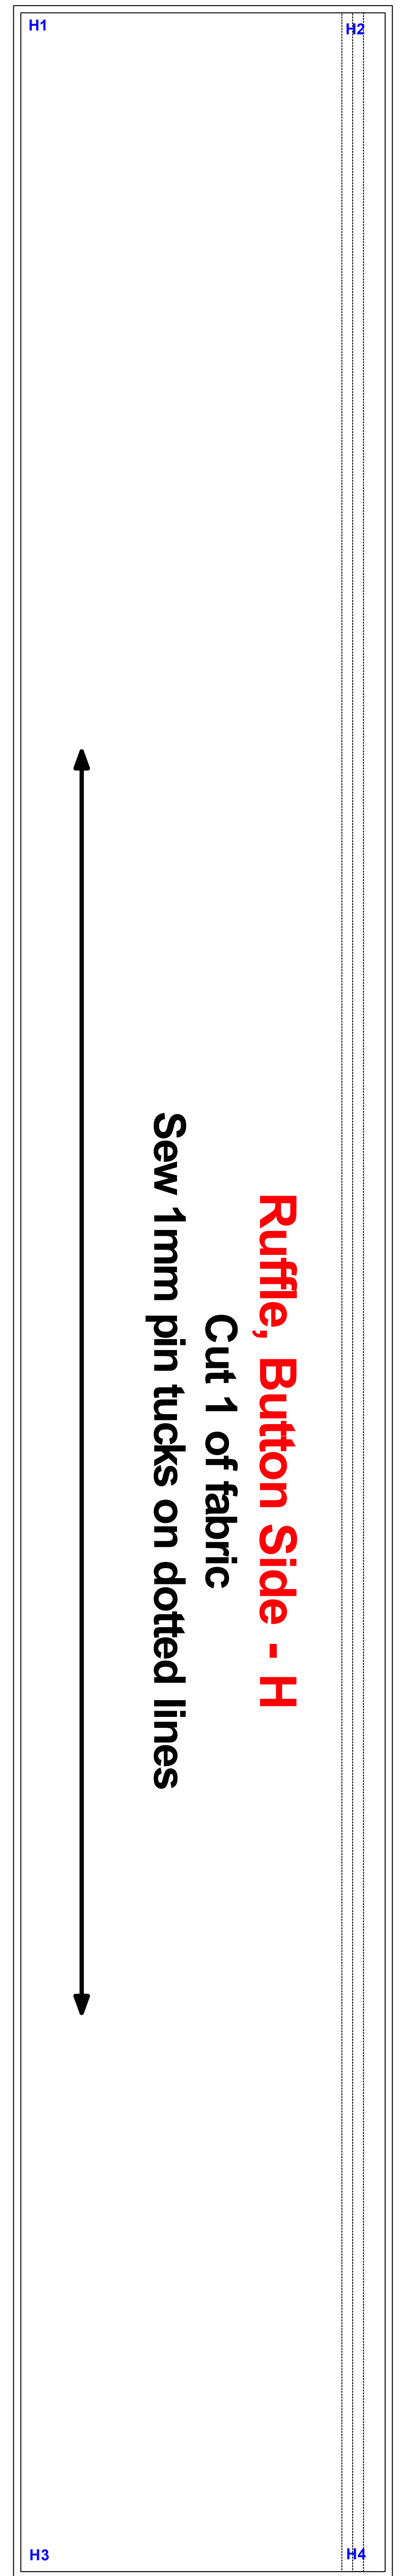 H1
H2
Ruffle, Button Side - H
Cut 1 of fabric
Sew 1mm pin tucks on dotted lines
H3
H4